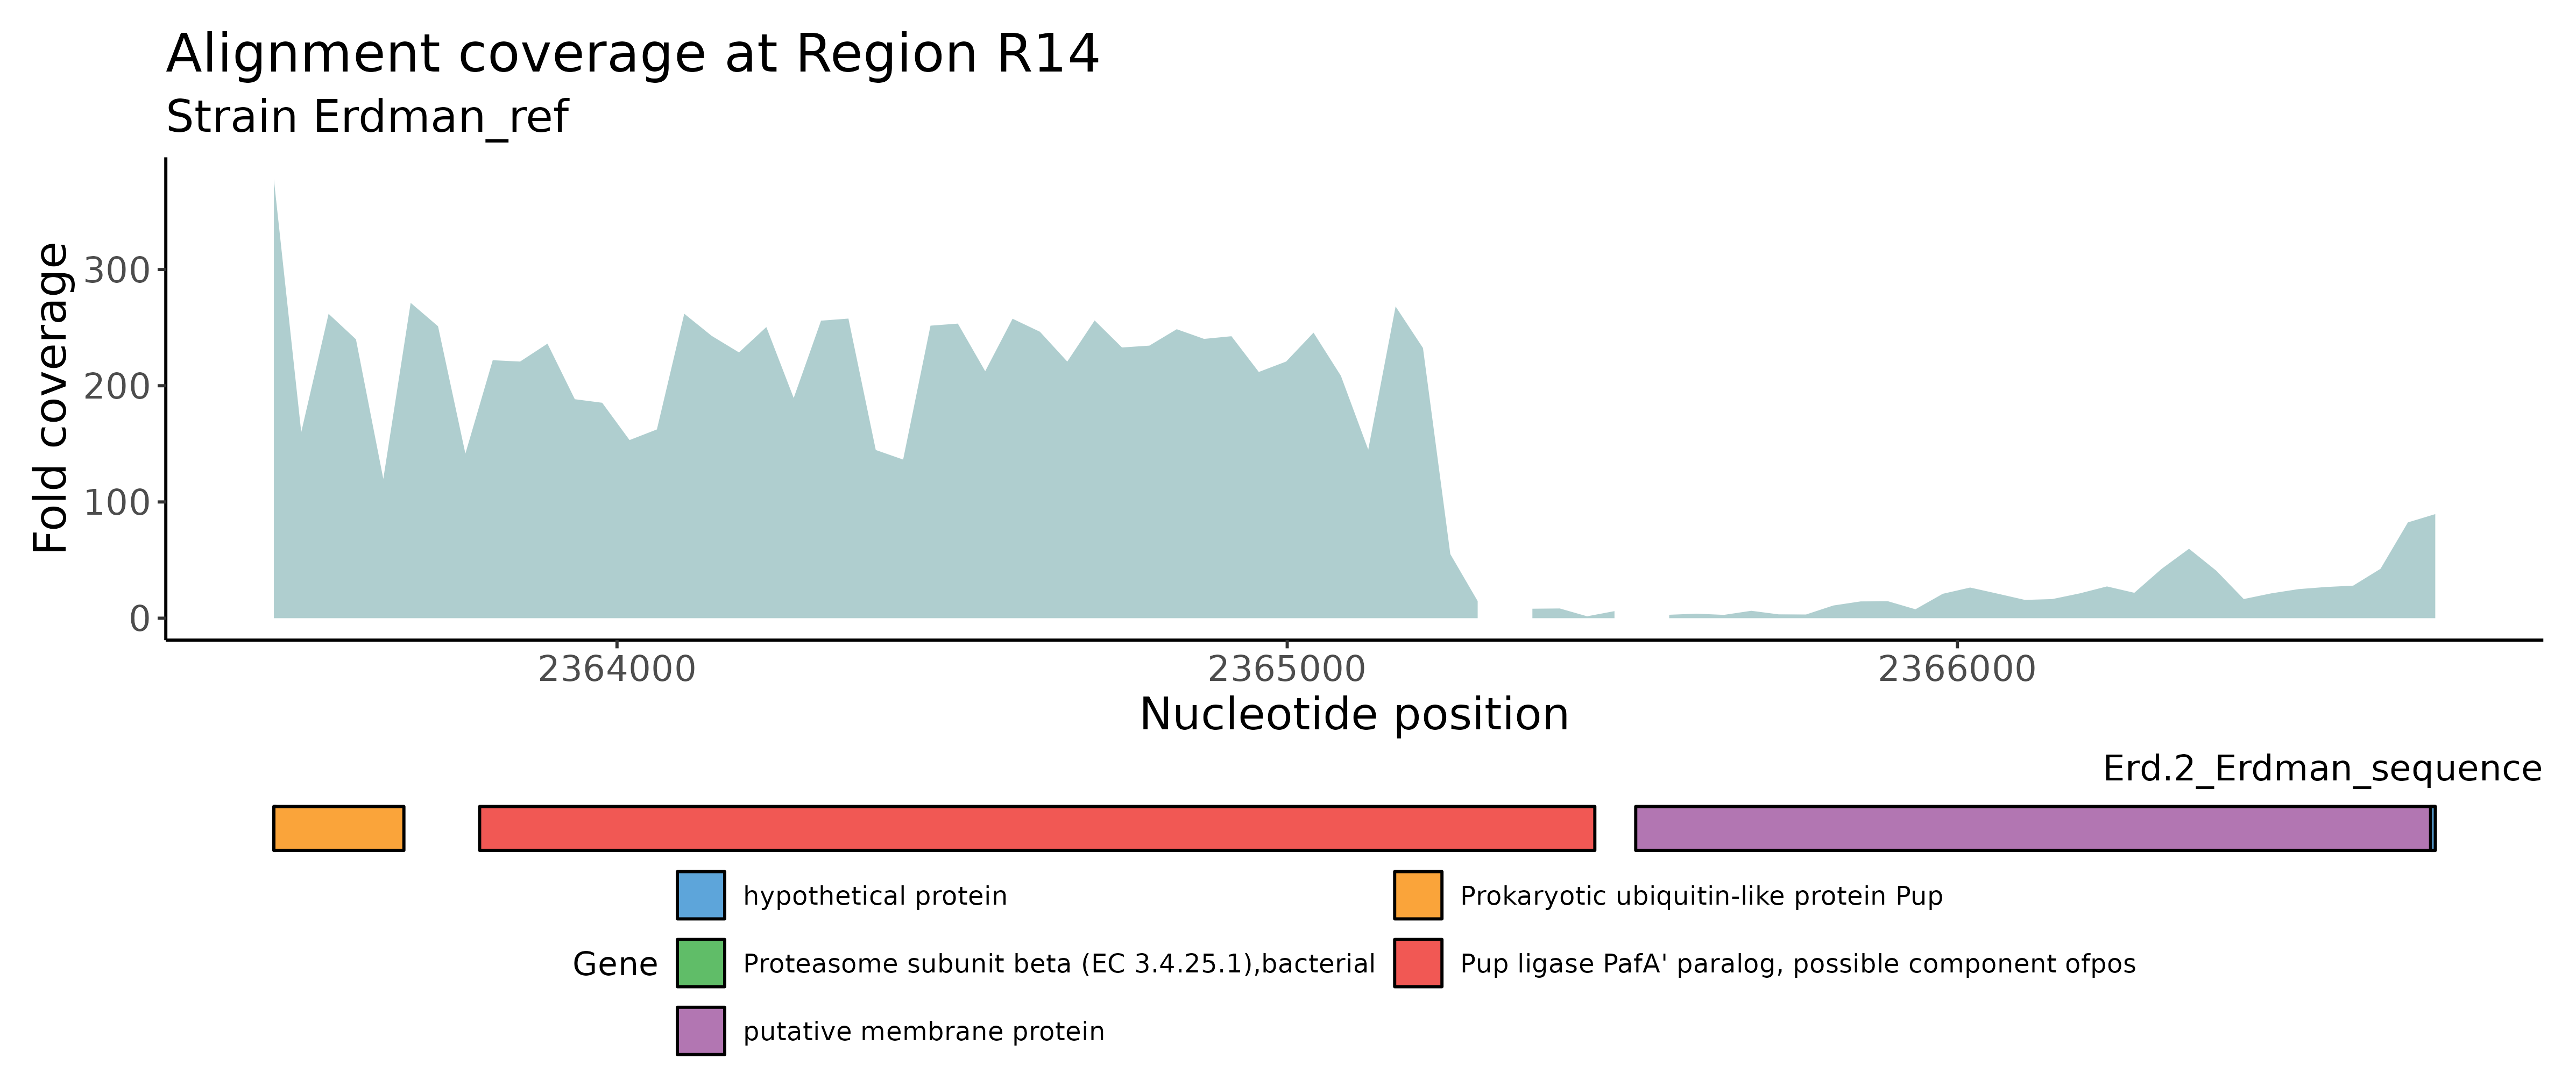 Alignment coverage at Region R14
Strain Erdman_ref
Fold coverage
300
200
100
0
2364000 2365000 2366000
Nucleotide position
Erd.2_Erdman_sequence
Gene
hypothetical protein
Proteasome subunit beta (EC 3.4.25.1),bacterial
putative membrane protein
Prokaryotic ubiquitin-like protein Pup
Pup ligase PafA' paralog, possible component ofpos